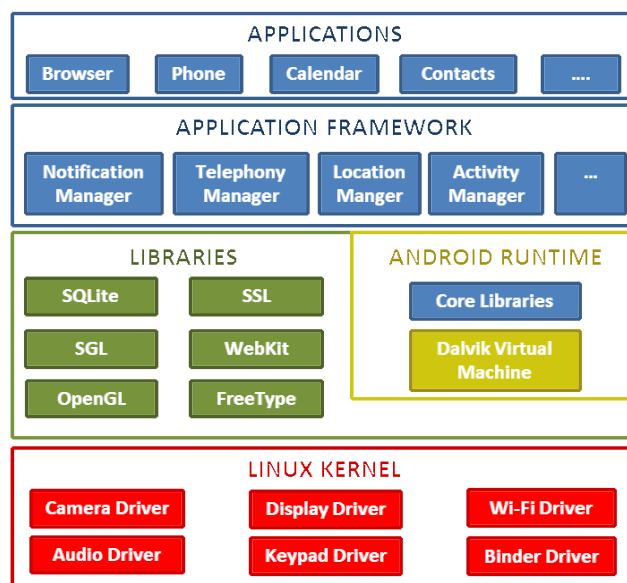 APPLICATIONS
Browser Phone Calendar Contacts ....
APPLICATION FRAMEWORK
Notification Manager Telephony Manager Location Manger Activity Manager ...
LIBRARIES
SQLite SSL
SGL WebKit
OpenGL FreeType
ANDROID RUNTIME
Core Libraries
Dalvik Virtual
Machine
LINUX KERNEL
Camera Driver Display Driver Wi-Fi Driver
Audio Driver Keypad Driver Binder Driver